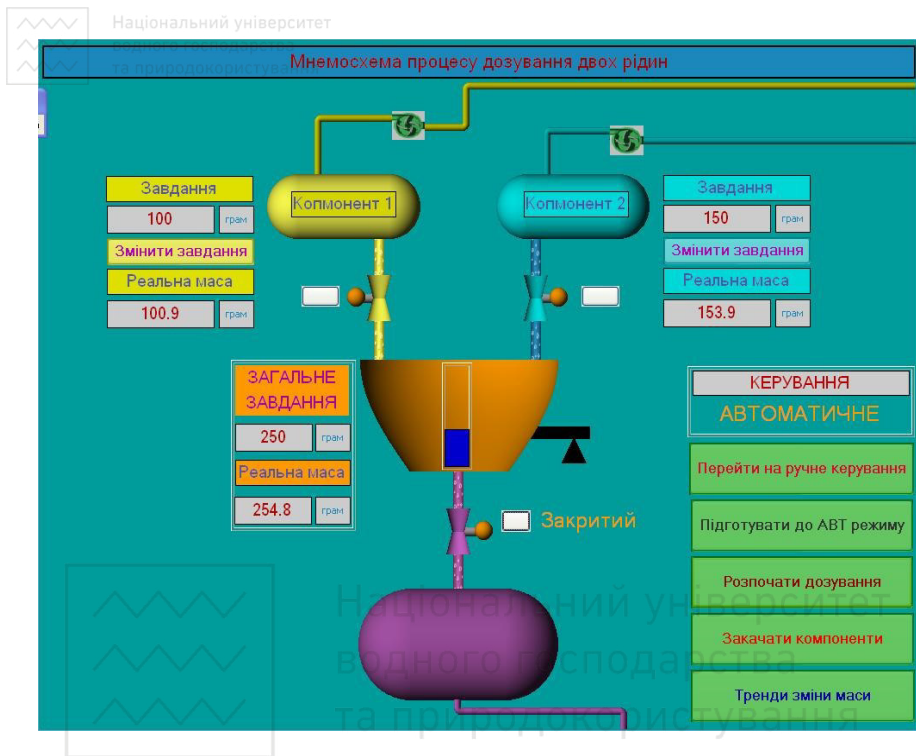 Національний університет
водного господарства
та природокористування
Мнемосхема процесу дозування двох рідин
Завдання
100 грам
Змінити завдання
Реальна маса
100.9 грам
Копмонент 1
Копмонент 2
Завдання
150 грам
Змінити завдання
Реальна маса
153.9 грам
ЗАГАЛЬНЕ
ЗАВДАННЯ
250 грам
Реальна маса
254.8 грам
Закритий
КЕРУВАННЯ
АВТОМАТИЧНЕ
Перейти на ручне керування
Підготувати до АВТ режиму
Розпочати дозування
Закачати компоненти
Тренди зміни маси
Національний університет
водного господарства
та природокористування